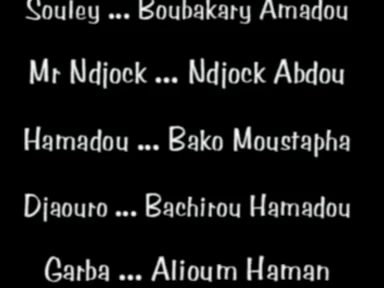 Souley ... Boubakary Amadou
Mr Ndjock ... Ndjock Abdou
Hamadou ... Bako Moustapha
Djaouro ... Bachirou Hamadou
Garba ... Alioum Haman